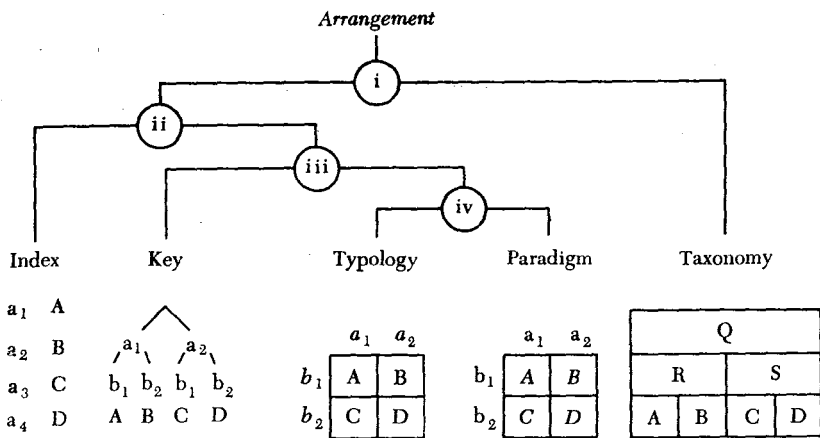 Arrangement
i
ii
iii
iv
Index Key Typology Paradigm Taxonomy
a₁ A
a₂ B
a₃ C
a₄ D
a₁ a₂
b₁ b₂ b₁ b₂
A B C D
a₁ a₂
b₁ A B
b₂ C D
a₁ a₂
b₁ A B
b₂ C D
Q
R S
A B C D